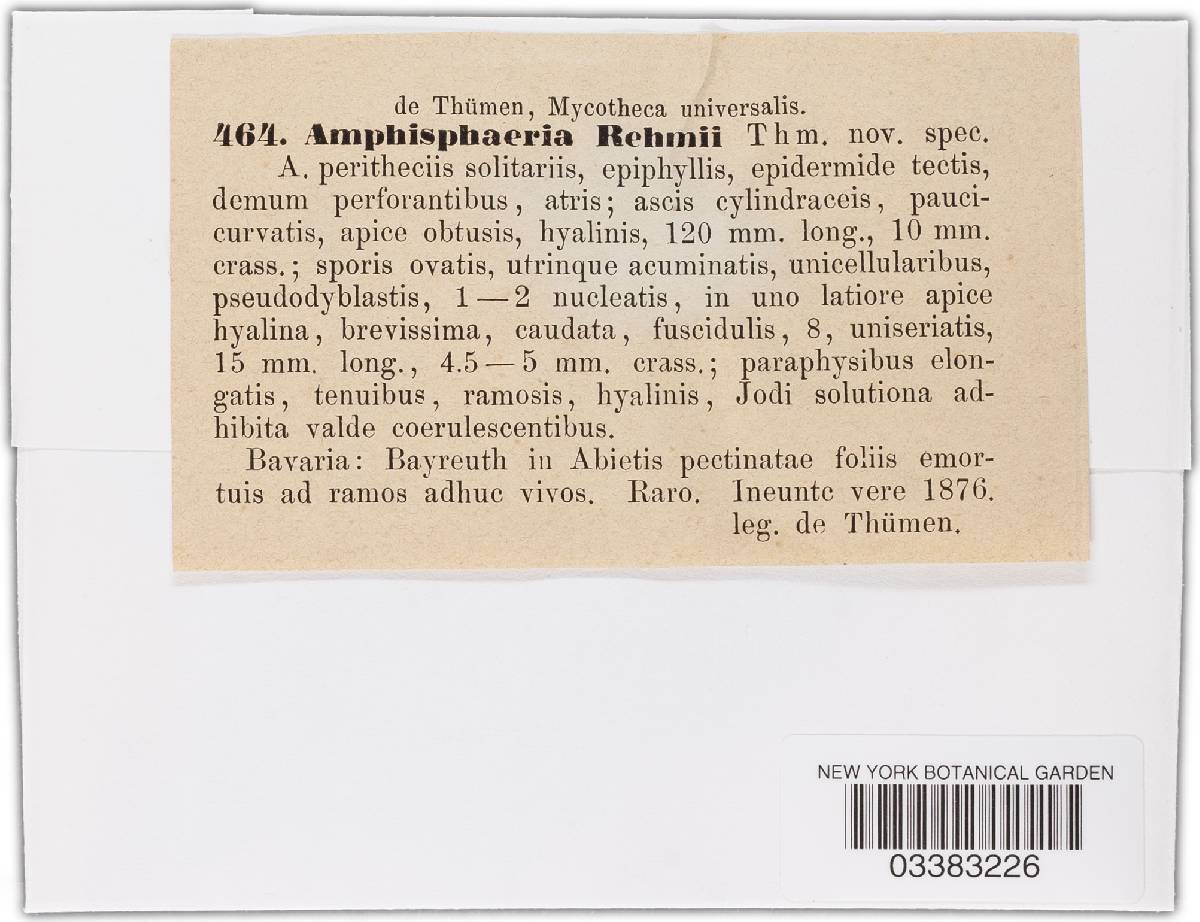 de Thümen, Mycotheca universalis.
464. Amphisphaeria Rehmii Thm. nov. spec.
A. peritheciis solitariis, epiphyllis, epidermide tectis,
demum perforantibus, atris; ascis cylindraceis, pauci-
curvatis, apice obtusis, hyalinis, 120 mm. long., 10 mm.
crass.; sporis ovatis, utrinque acuminatis, unicellularibus,
pseudodyblastis, 1—2 nucleatis, in uno latiore apice
hyalina, brevissima, caudata, fuscidulis, 8, uniseriatis,
15 mm. long., 4.5—5 mm. crass.; paraphysibus elon-
gatis, tenuibus, ramosis, hyalinis, Jodi solutiona ad-
hibita valde coerulescentibus.
Bavaria: Bayreuth in Abietis pectinatae foliis emor-
tuis ad ramos adhuc vivos. Raro. Ineunte vere 1876.
leg. de Thümen.
NEW YORK BOTANICAL GARDEN
03383226